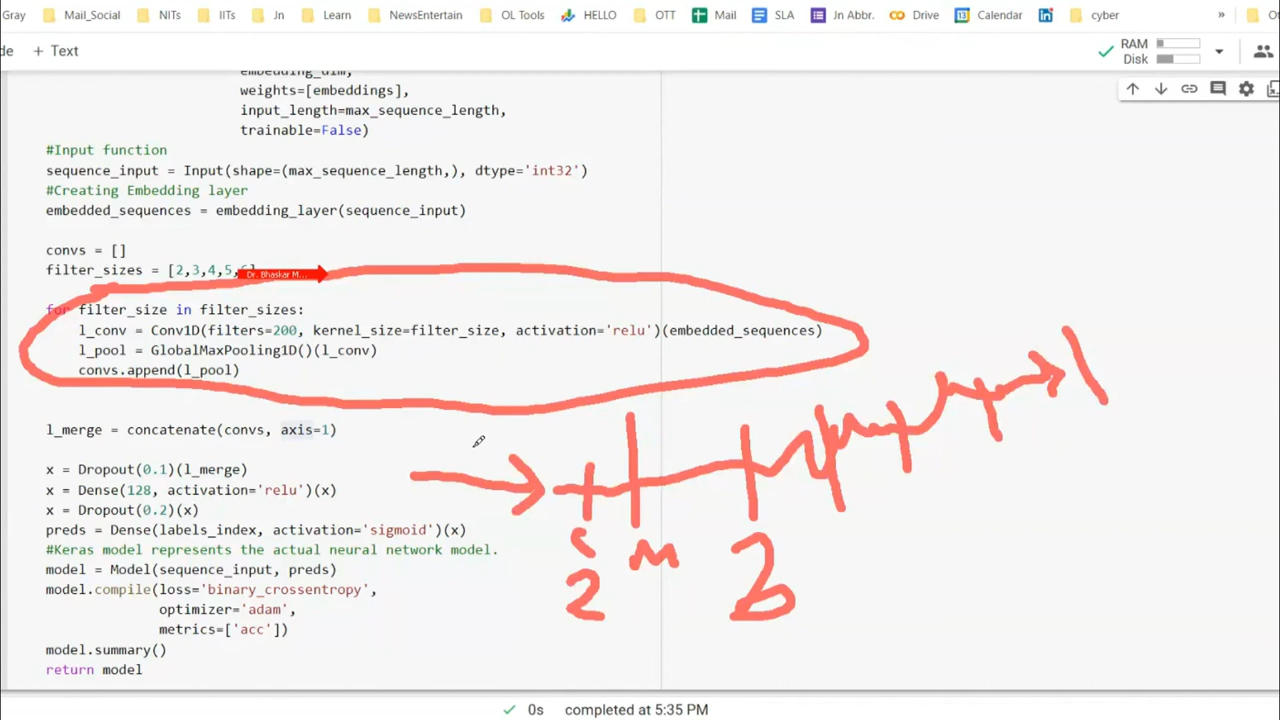 Gray Mail_Social NITs IITs Jn Learn NewsEntertain OL Tools HELLO OTT Mail SLA Jn Abbr. Drive Calendar cyber »
de + Text
RAM
Disk
weights=[embeddings],
input_length=max_sequence_length,
trainable=False)
#Input function
sequence_input = Input(shape=(max_sequence_length,), dtype='int32')
#Creating Embedding layer
embedded_sequences = embedding_layer(sequence_input)
convs = []
filter_sizes = [2,3,4,5,6]
Dr. Bhaskar M...
for filter_size in filter_sizes:
l_conv = Conv1D(filters=200, kernel_size=filter_size, activation='relu')(embedded_sequences)
l_pool = GlobalMaxPooling1D()(l_conv)
convs.append(l_pool)
l_merge = concatenate(convs, axis=1)
x = Dropout(0.1)(l_merge)
x = Dense(128, activation='relu')(x)
x = Dropout(0.2)(x)
preds = Dense(labels_index, activation='sigmoid')(x)
#Keras model represents the actual neural network model.
model = Model(sequence_input, preds)
model.compile(loss='binary_crossentropy',
optimizer='adam',
metrics=['acc'])
model.summary()
return model
C M
2
0s completed at 5:35 PM